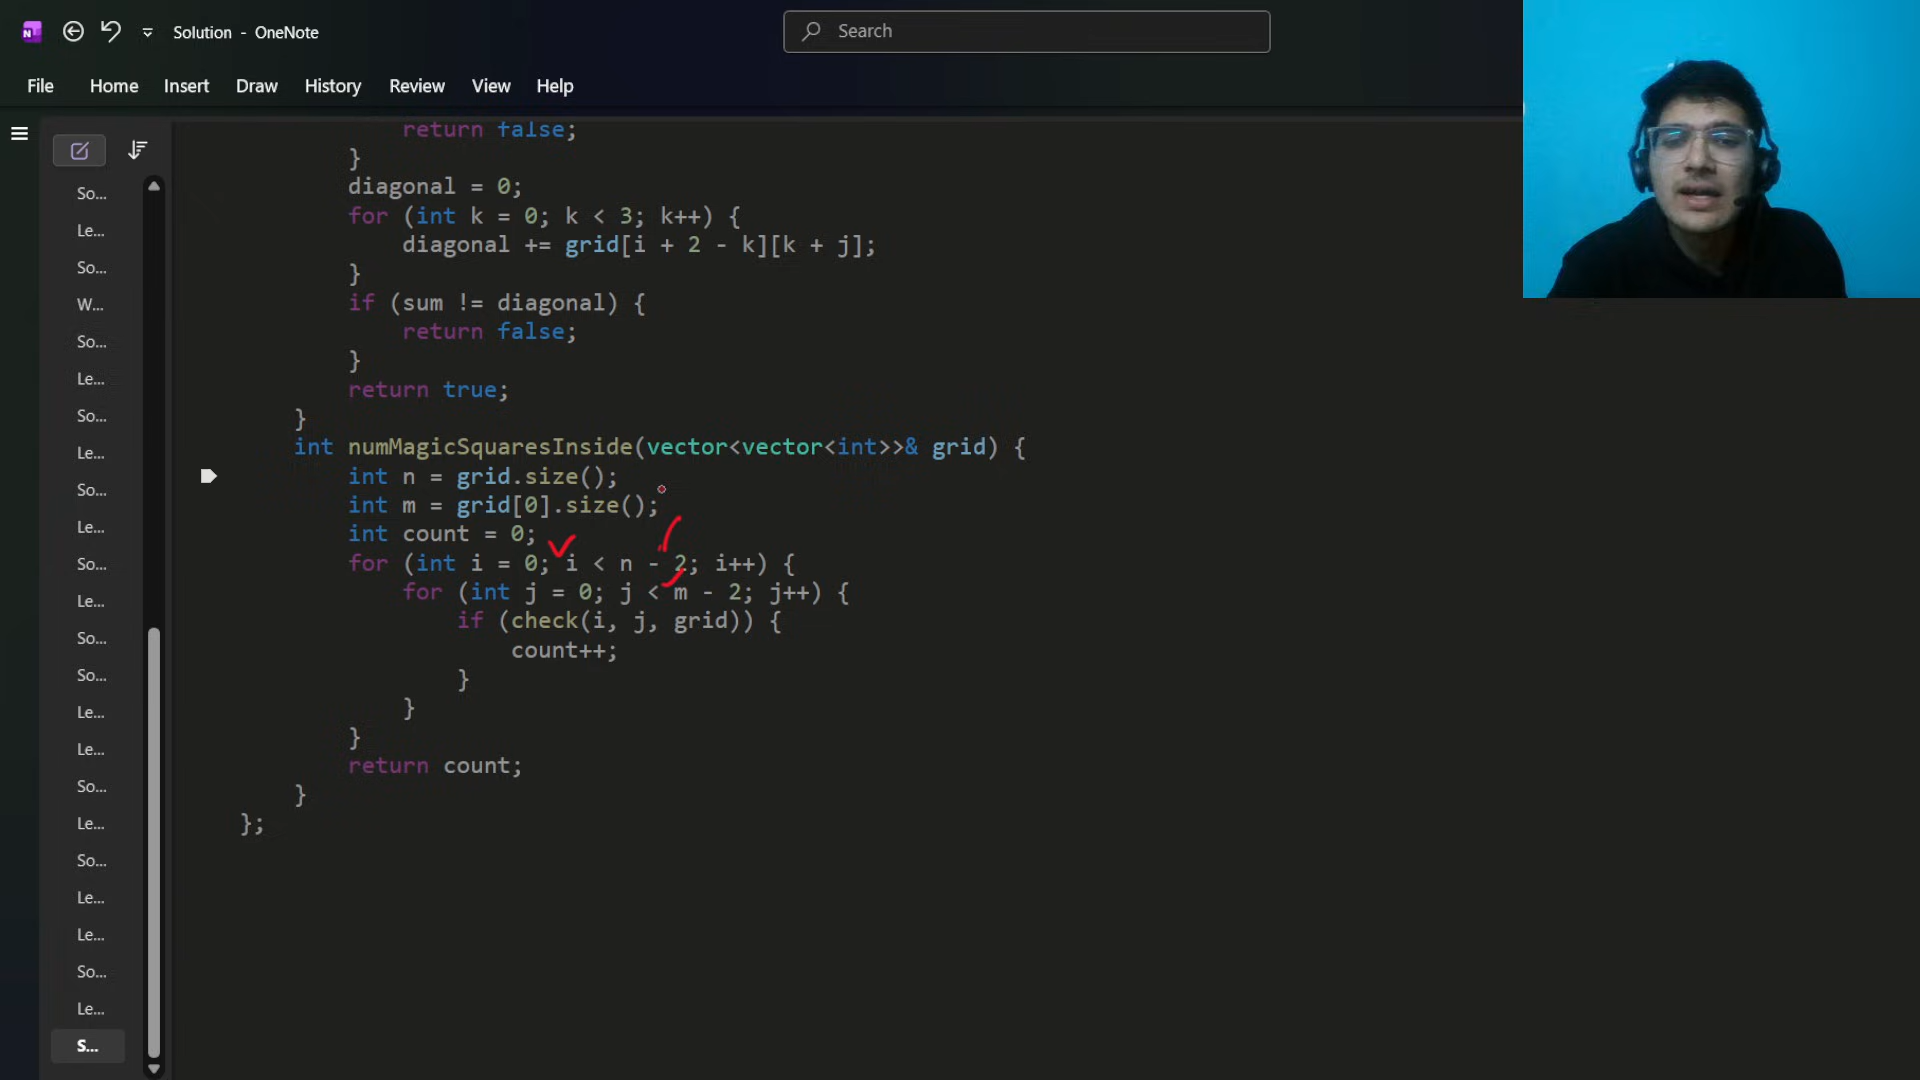 Solution - OneNote
Search
File Home Insert Draw History Review View Help
return false;
}
diagonal = 0;
for (int k = 0; k < 3; k++) {
diagonal += grid[i + 2 - k][k + j];
}
if (sum != diagonal) {
return false;
}
return true;
}
int numMagicSquaresInside(vector<vector<int>>& grid) {
int n = grid.size();
int m = grid[0].size();
int count = 0;
for (int i = 0; i < n - 2; i++) {
for (int j = 0; j < m - 2; j++) {
if (check(i, j, grid)) {
count++;
}
}
}
return count;
}
};
So...
Le...
So...
W...
So...
Le...
So...
Le...
So...
Le...
So...
Le...
So...
So...
Le...
Le...
So...
Le...
So...
Le...
Le...
So...
Le...
S...